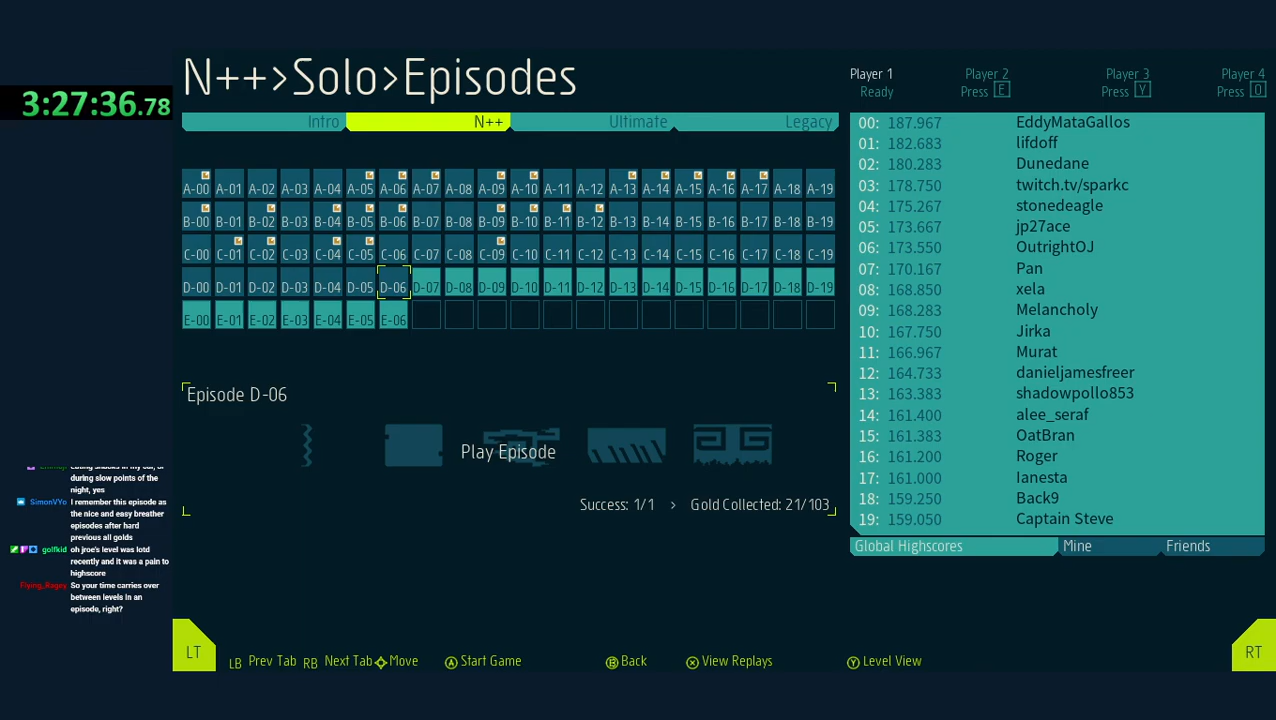 N++>Solo>Episodes
Player 1
Ready
Player 2
Press E
Player 3
Press Y
Player 4
Press O
3:27:36.78
Intro
N++
Ultimate
Legacy
A-00 A-01 A-02 A-03 A-04 A-05 A-06 A-07 A-08 A-09 A-10 A-11 A-12 A-13 A-14 A-15 A-16 A-17 A-18 A-19
B-00 B-01 B-02 B-03 B-04 B-05 B-06 B-07 B-08 B-09 B-10 B-11 B-12 B-13 B-14 B-15 B-16 B-17 B-18 B-19
C-00 C-01 C-02 C-03 C-04 C-05 C-06 C-07 C-08 C-09 C-10 C-11 C-12 C-13 C-14 C-15 C-16 C-17 C-18 C-19
D-00 D-01 D-02 D-03 D-04 D-05 D-06 D-07 D-08 D-09 D-10 D-11 D-12 D-13 D-14 D-15 D-16 D-17 D-18 D-19
E-00 E-01 E-02 E-03 E-04 E-05 E-06
00: 187.967 EddyMataGallos
01: 182.683 lifdoff
02: 180.283 Dunedane
03: 178.750 twitch.tv/sparkc
04: 175.267 stonedeagle
05: 173.667 jp27ace
06: 173.550 OutrightOJ
07: 170.167 Pan
08: 168.850 xela
09: 168.283 Melancholy
10: 167.750 Jirka
11: 166.967 Murat
12: 164.733 danieljamesfreer
13: 163.383 shadowpollo853
14: 161.400 alee_seraf
15: 161.383 OatBran
16: 161.200 Roger
17: 161.000 Ianesta
18: 159.250 Back9
19: 159.050 Captain Steve
Global Highscores
Mine
Friends
Episode D-06
Play Episode
Success: 1/1 > Gold Collected: 21/103
during slow points of the
night, yes
SimonVYo I remember this episode as
the nice and easy breather
episodes after hard
previous all golds
golfkid oh jroe's level was lotd
recently and it was a pain to
highscore
Flying_Ragey So your time carries over
between levels in an
episode, right?
LT
LB Prev Tab
RB Next Tab
Move
A Start Game
B Back
X View Replays
Y Level View
RT